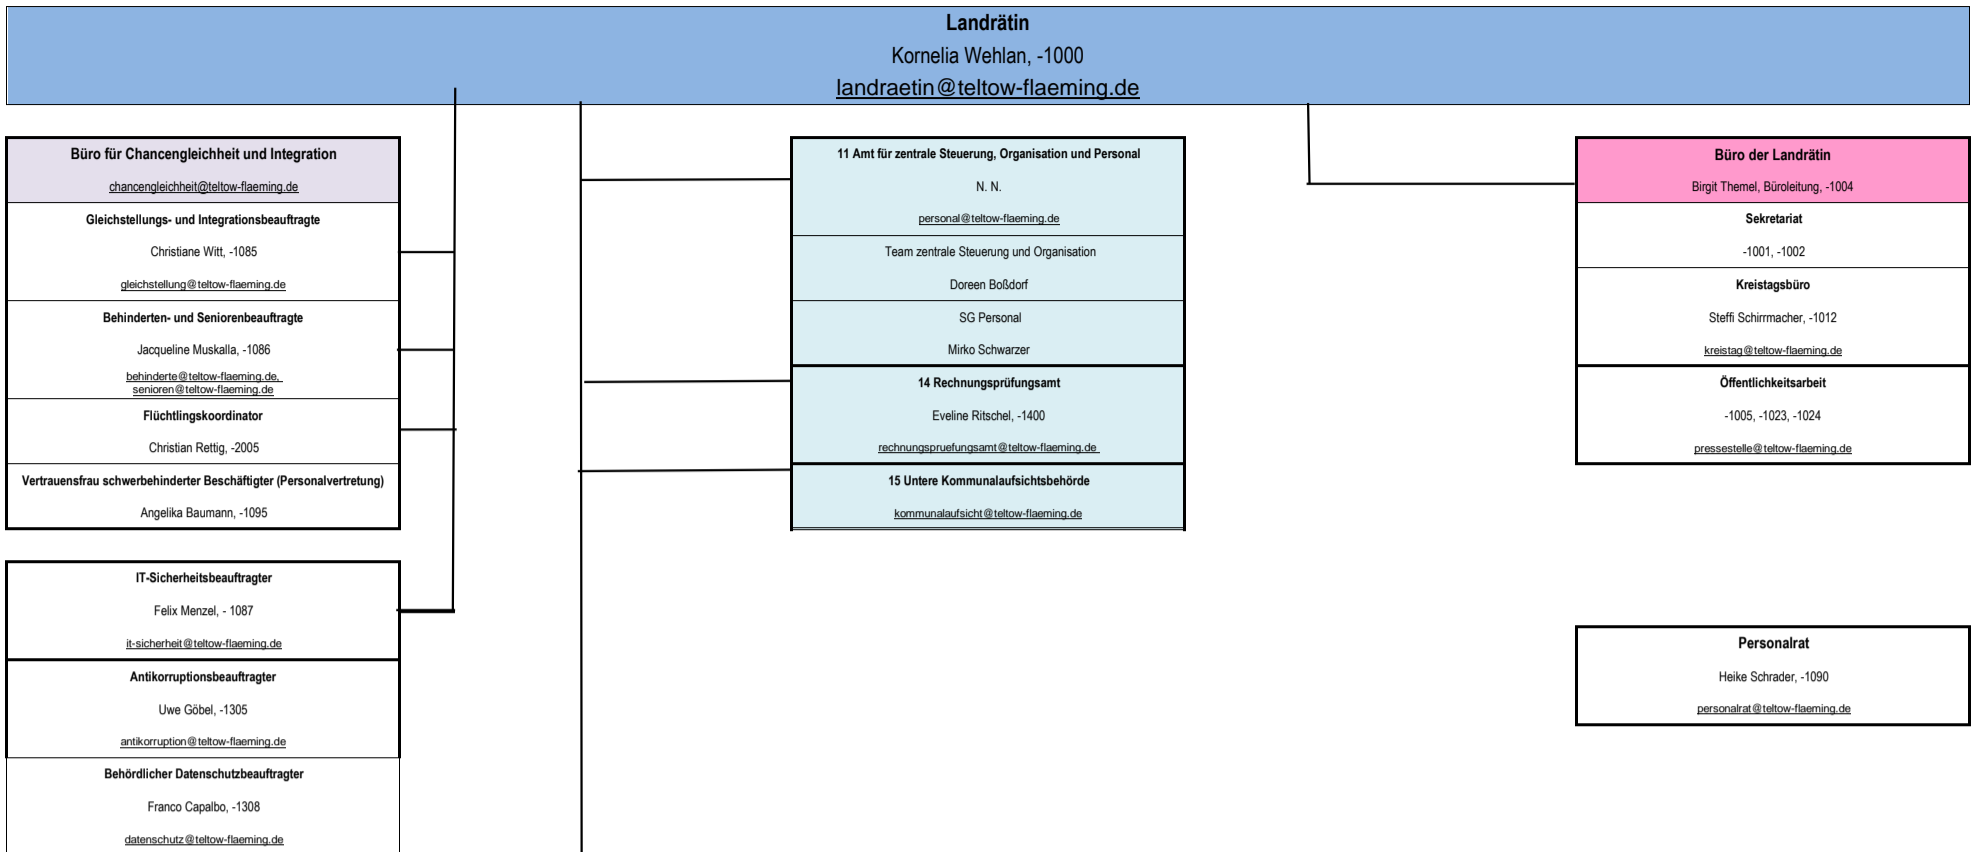 Landrätin
Kornelia Wehlan, -1000
landraetin@teltow-flaeming.de
Büro für Chancengleichheit und Integration
chancengleichheit@teltow-flaeming.de
Gleichstellungs- und Integrationsbeauftragte
Christiane Witt, -1085
gleichstellung@teltow-flaeming.de
Behinderten- und Seniorenbeauftragte
Jacqueline Muskalla, -1086
behinderte@teltow-flaeming.de,
senioren@teltow-flaeming.de
Flüchtlingskoordinator
Christian Rettig, -2005
Vertrauensfrau schwerbehinderter Beschäftigter (Personalvertretung)
Angelika Baumann, -1095
IT-Sicherheitsbeauftragter
Felix Menzel, - 1087
it-sicherheit@teltow-flaeming.de
Antikorruptionsbeauftragter
Uwe Göbel, -1305
antikorruption@teltow-flaeming.de
Behördlicher Datenschutzbeauftragter
Franco Capalbo, -1308
datenschutz@teltow-flaeming.de
11 Amt für zentrale Steuerung, Organisation und Personal
N. N.
personal@teltow-flaeming.de
Team zentrale Steuerung und Organisation
Doreen Boßdorf
SG Personal
Mirko Schwarzer
14 Rechnungsprüfungsamt
Eveline Ritschel, -1400
rechnungspruefungsamt@teltow-flaeming.de
15 Untere Kommunalaufsichtsbehörde
kommunalaufsicht@teltow-flaeming.de
Büro der Landrätin
Birgit Themel, Büroleitung, -1004
Sekretariat
-1001, -1002
Kreistagsbüro
Steffi Schirrmacher, -1012
kreistag@teltow-flaeming.de
Öffentlichkeitsarbeit
-1005, -1023, -1024
pressestelle@teltow-flaeming.de
Personalrat
Heike Schrader, -1090
personalrat@teltow-flaeming.de